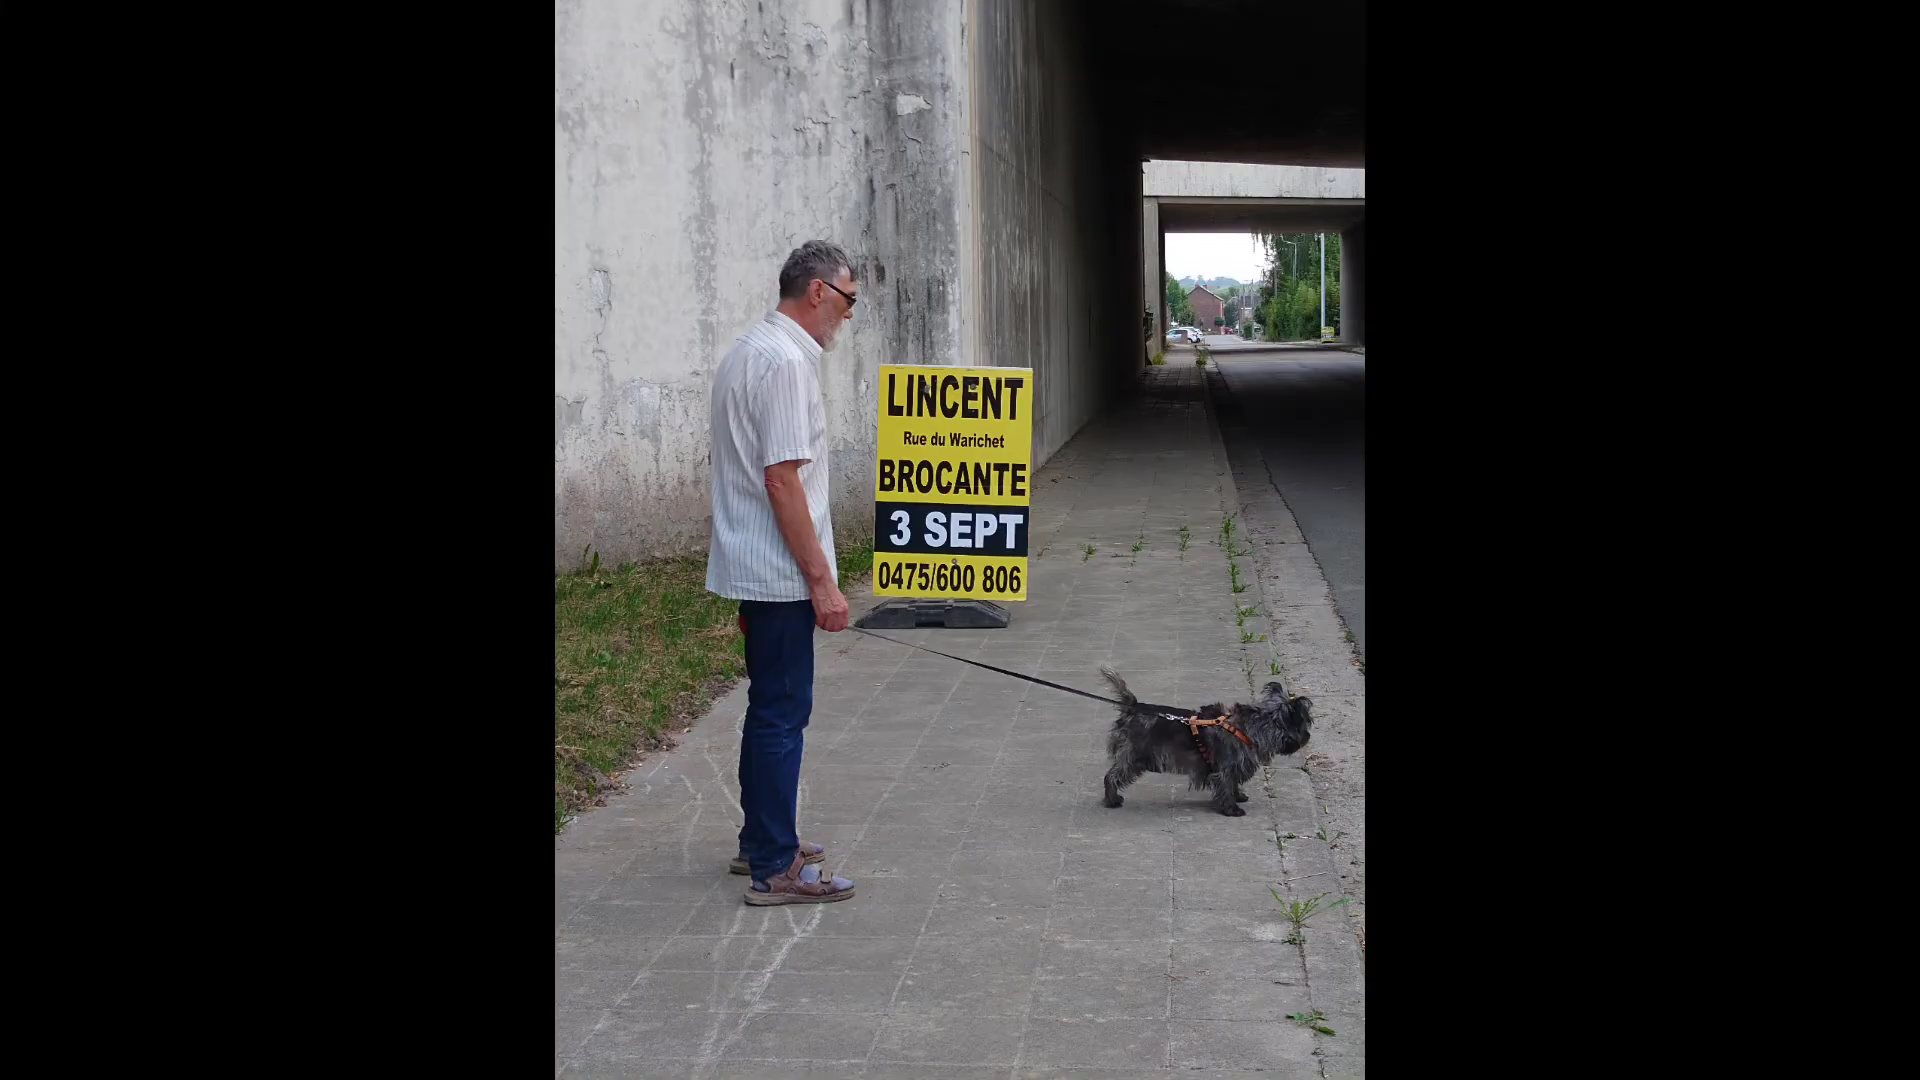 LINCENT
Rue du Warichet
BROCANTE
3 SEPT
0475/600 806